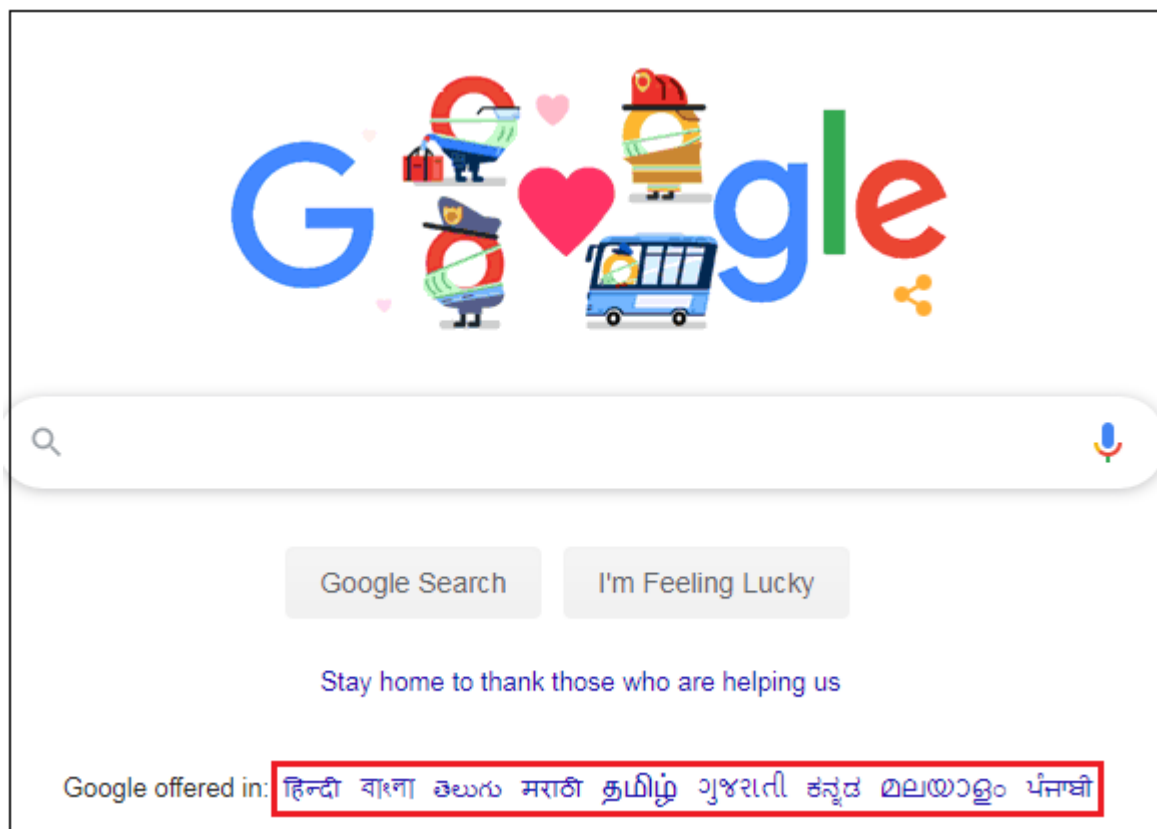 Google
Google Search I'm Feeling Lucky
Stay home to thank those who are helping us
Google offered in: हिन्दी বাংলা తెలుగు मराठी தமிழ் ગુજરાતી ಕನ್ನಡ മലയാളം ਪੰਜਾਬੀ